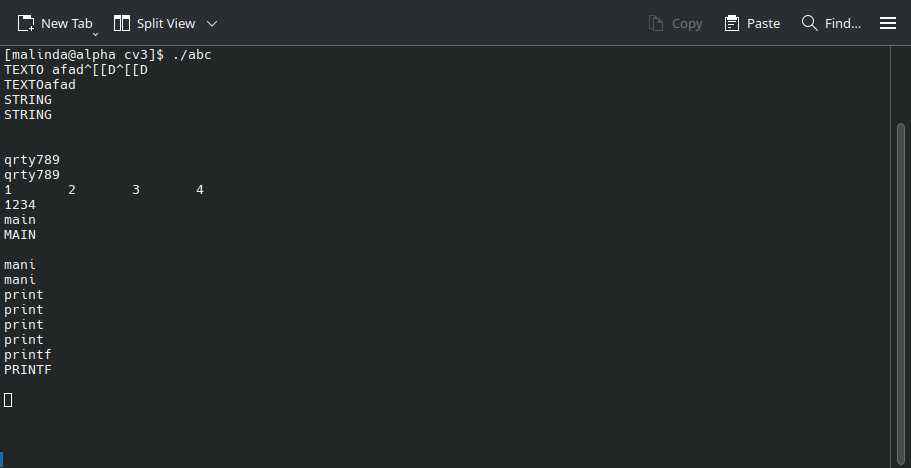 New Tab Split View Copy Paste Find...
[malinda@alpha cv3]$ ./abc
TEXTO afad^[[D^[[D
TEXTOafad
STRING
STRING
qrty789
qrty789
1 2 3 4
1234
main
MAIN
mani
mani
print
print
print
print
printf
PRINTF